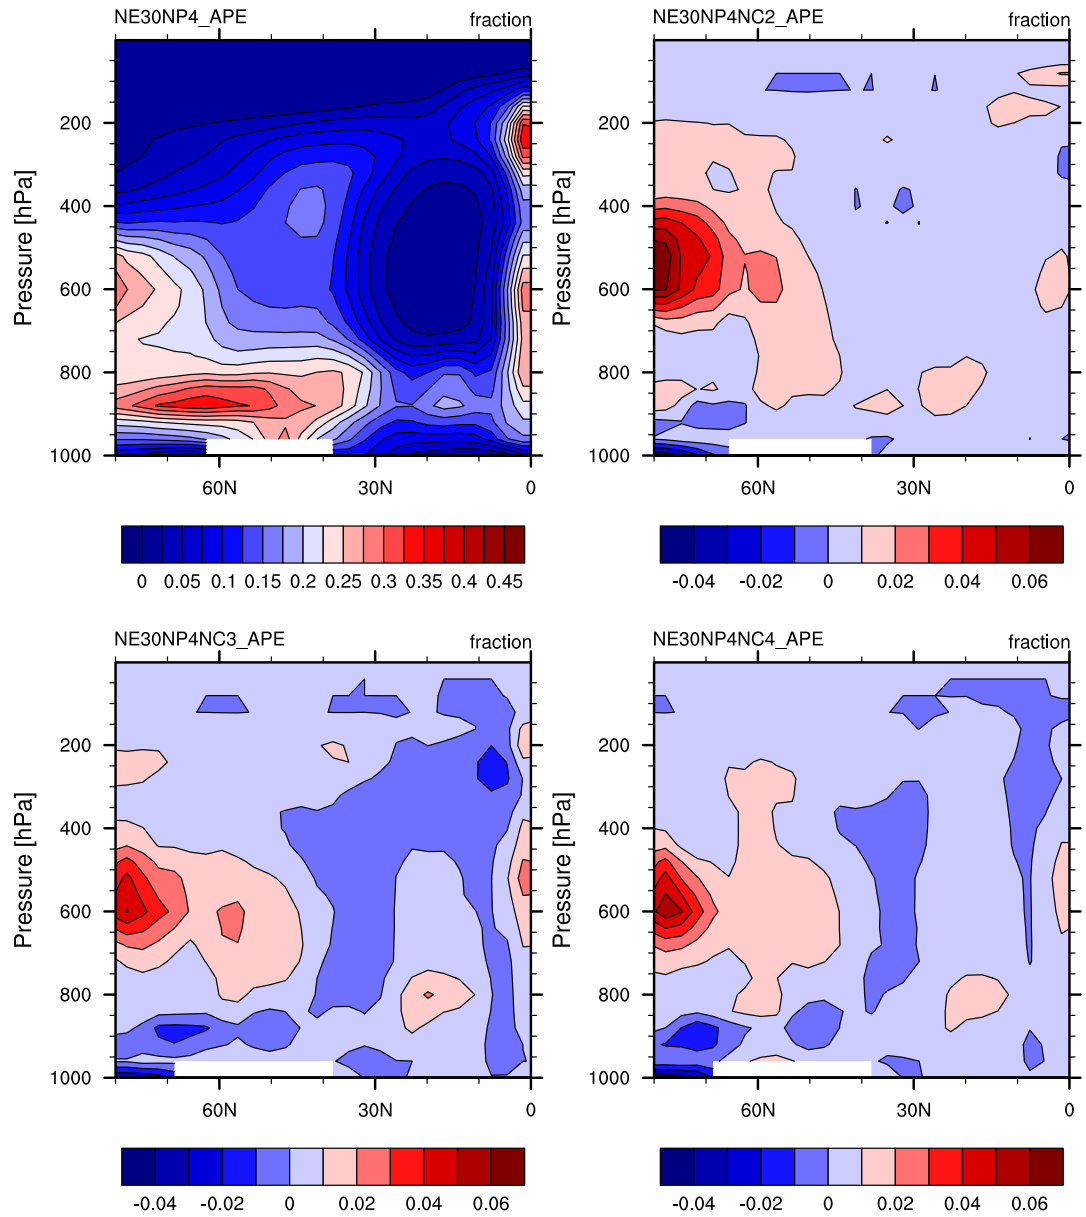 NE30NP4_APE fraction
Pressure [hPa]
200
400
600
800
1000
60N 30N 0
0 0.05 0.1 0.15 0.2 0.25 0.3 0.35 0.4 0.45
NE30NP4NC2_APE fraction
Pressure [hPa]
200
400
600
800
1000
60N 30N 0
-0.04 -0.02 0 0.02 0.04 0.06
NE30NP4NC3_APE fraction
Pressure [hPa]
200
400
600
800
1000
60N 30N 0
-0.04 -0.02 0 0.02 0.04 0.06
NE30NP4NC4_APE fraction
Pressure [hPa]
200
400
600
800
1000
60N 30N 0
-0.04 -0.02 0 0.02 0.04 0.06